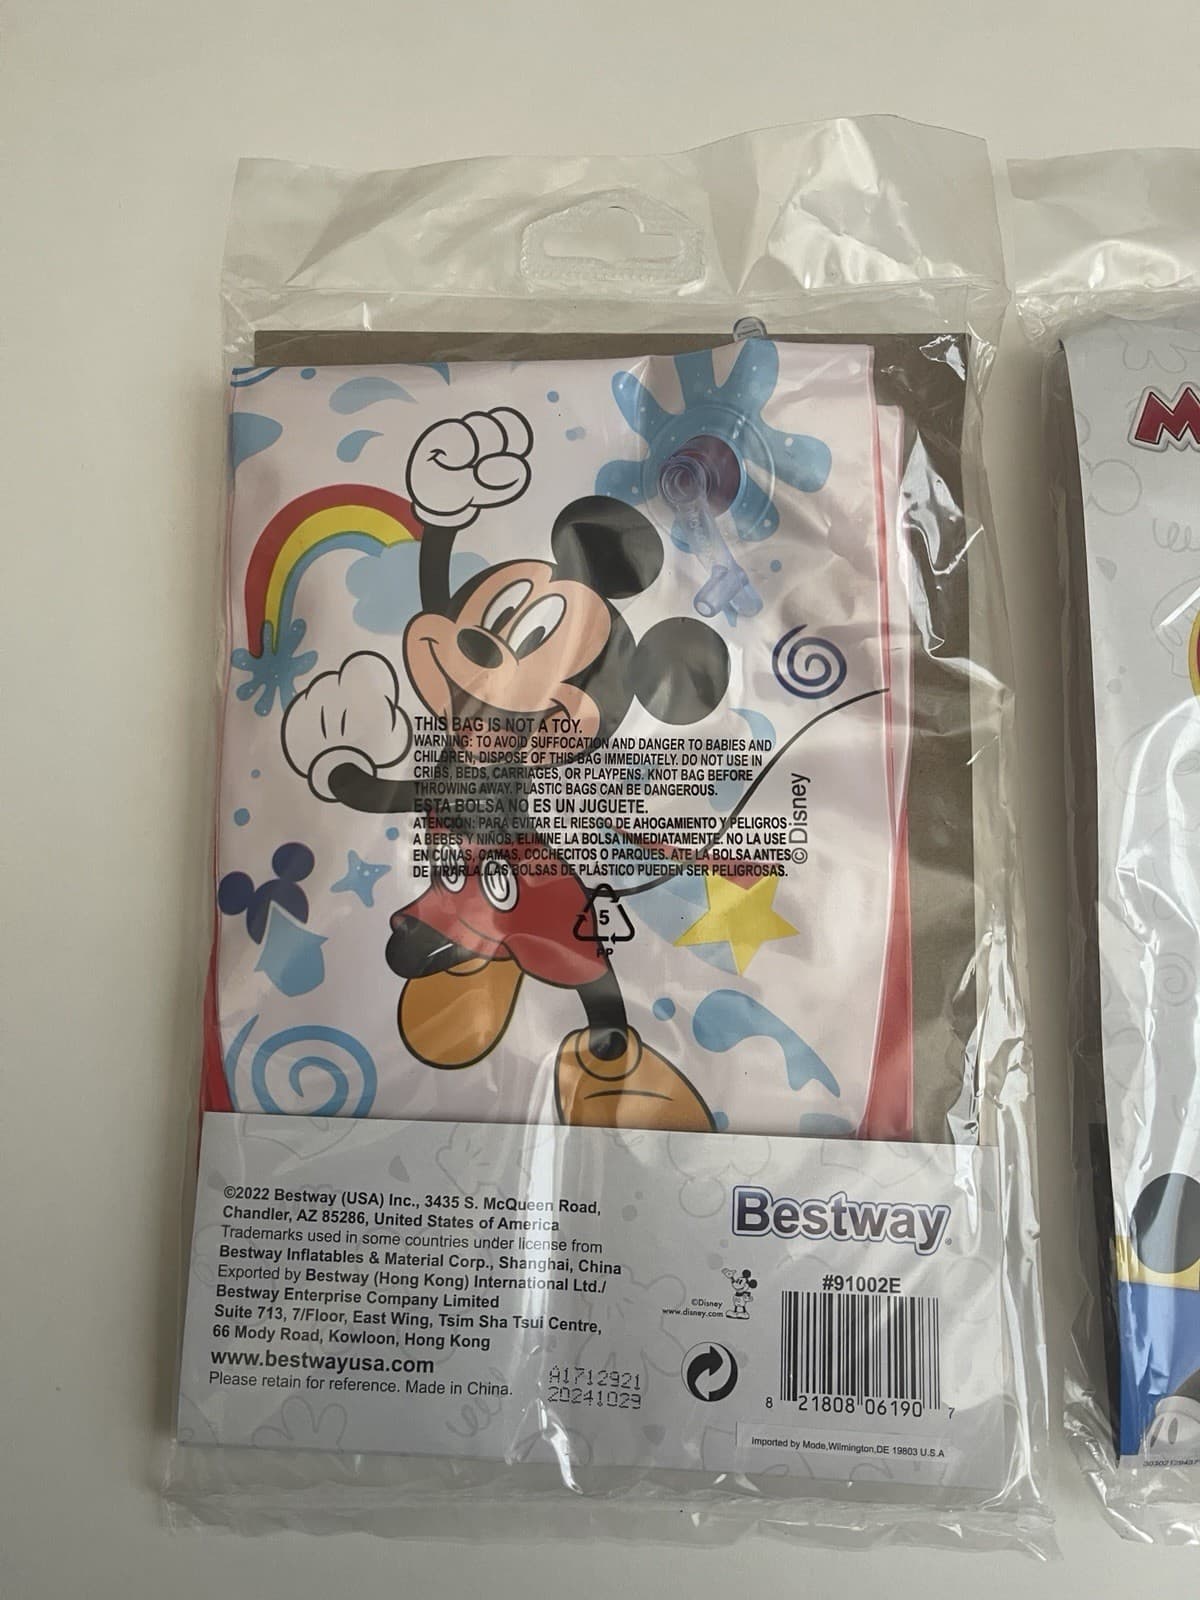 THIS BAG IS NOT A TOY.
WARNING: TO AVOID SUFFOCATION AND DANGER TO BABIES AND
CHILDREN, DISPOSE OF THIS BAG IMMEDIATELY. DO NOT USE IN
CRIBS, BEDS, CARRIAGES, OR PLAYPENS. KNOT BAG BEFORE
THROWING AWAY. PLASTIC BAGS CAN BE DANGEROUS.
ESTA BOLSA NO ES UN JUGUETE.
ATENCIÓN: PARA EVITAR EL RIESGO DE AHOGAMIENTO Y PELIGROS
A BEBES Y NIÑOS, ELIMINE LA BOLSA INMEDIATAMENTE. NO LA USE
EN CUNAS, CAMAS, COCHECITOS O PARQUES. ATE LA BOLSA ANTES
DE TIRARLA. LAS BOLSAS DE PLÁSTICO PUEDEN SER PELIGROSAS.
© Disney
5
PP
©2022 Bestway (USA) Inc., 3435 S. McQueen Road,
Chandler, AZ 85286, United States of America
Trademarks used in some countries under license from
Bestway Inflatables & Material Corp., Shanghai, China
Exported by Bestway (Hong Kong) International Ltd./
Bestway Enterprise Company Limited
Suite 713, 7/Floor, East Wing, Tsim Sha Tsui Centre,
66 Mody Road, Kowloon, Hong Kong
www.bestwayusa.com
Please retain for reference. Made in China.
A1712921
20241029
Bestway
©Disney
www.disney.com
#91002E
8 21808 06190 7
Imported by Mode,Wilmington,DE 19803 U.S.A
M